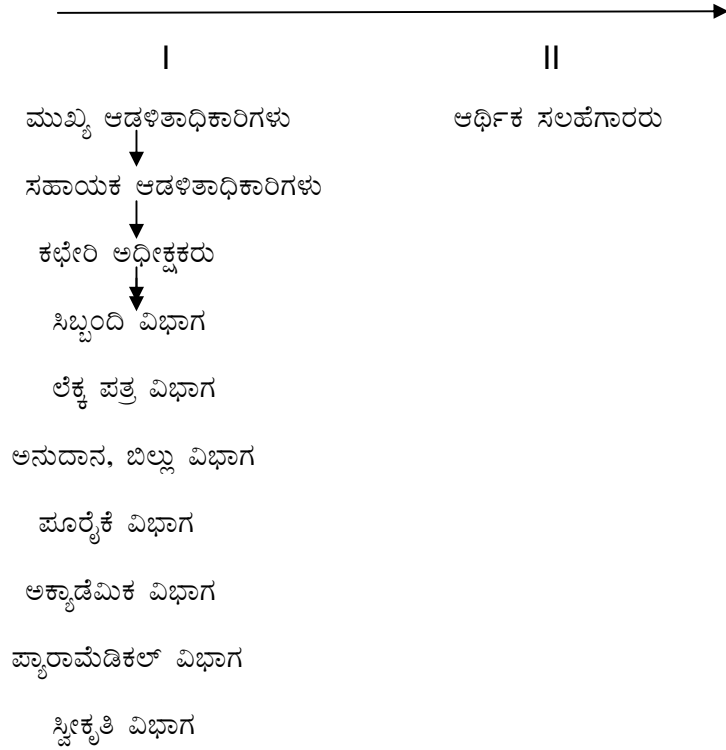 I II
ಮುಖ್ಯ ಆಡಳಿತಾಧಿಕಾರಿಗಳು ಆರ್ಥಿಕ ಸಲಹೆಗಾರರು
ಸಹಾಯಕ ಆಡಳಿತಾಧಿಕಾರಿಗಳು
ಕಛೇರಿ ಅಧೀಕ್ಷಕರು
ಸಿಬ್ಬಂದಿ ವಿಭಾಗ
ಲೆಕ್ಕ ಪತ್ರ ವಿಭಾಗ
ಅನುದಾನ, ಬಿಲ್ಲು ವಿಭಾಗ
ಪೂರೈಕೆ ವಿಭಾಗ
ಅಕ್ಯಾಡೆಮಿಕ ವಿಭಾಗ
ಪ್ಯಾರಾಮೆಡಿಕಲ್ ವಿಭಾಗ
ಸ್ವೀಕೃತಿ ವಿಭಾಗ